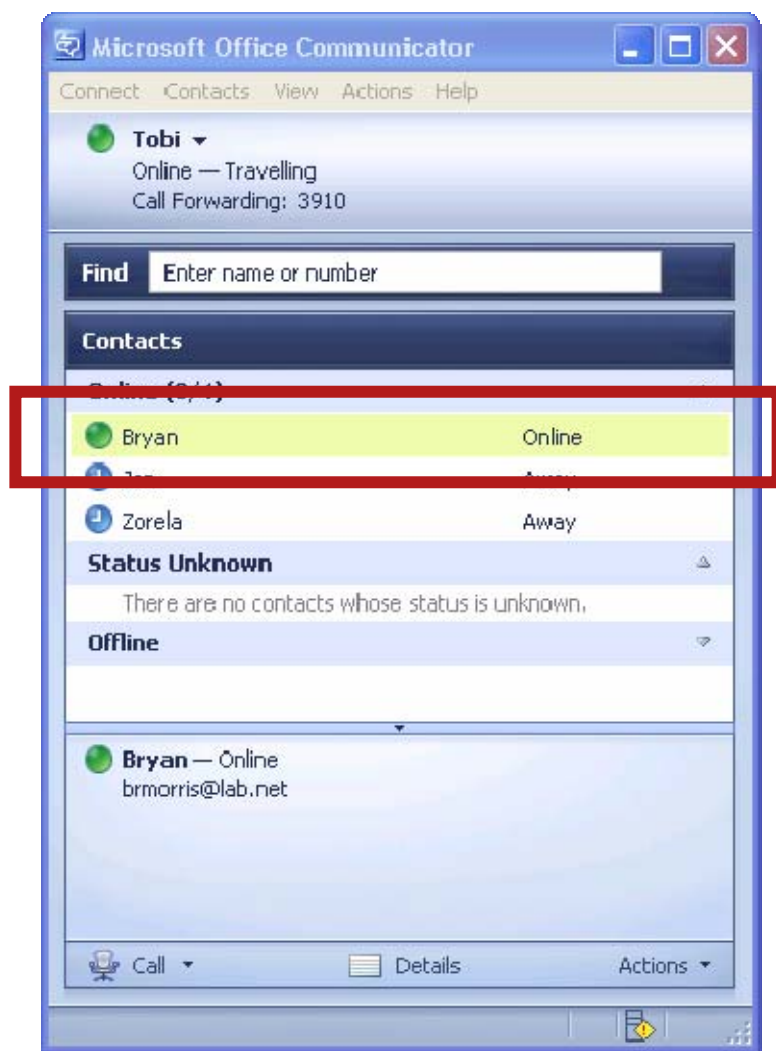 Microsoft Office Communicator
Connect Contacts View Actions Help
Tobi
Online — Travelling
Call Forwarding: 3910
Find Enter name or number
Contacts
Online
Bryan Online
Away
Zorela Away
Status Unknown
There are no contacts whose status is unknown.
Offline
Bryan — Online
brmorris@lab.net
Call Details Actions